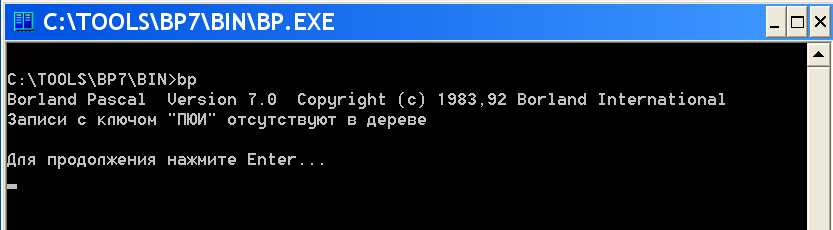 C:\TOOLS\BP7\BIN\BP.EXE
C:\TOOLS\BP7\BIN>bp
Borland Pascal  Version 7.0  Copyright (c) 1983,92 Borland International
Записи с ключом "ПЮИ" отсутствуют в дереве
Для продолжения нажмите Enter...